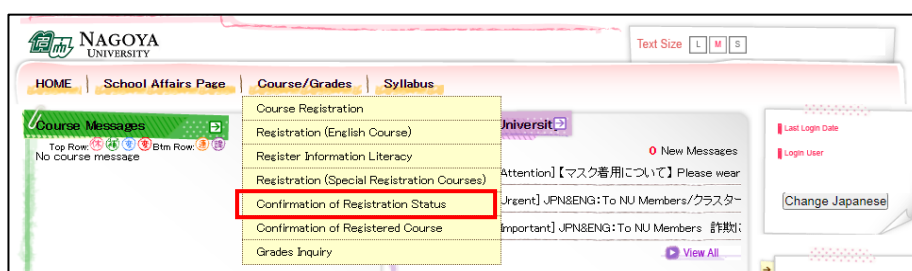 NAGOYA
UNIVERSITY
Text Size L M S
HOME School Affairs Page Course/Grades Syllabus
Course Registration
Registration (English Course)
Register Information Literacy
Registration (Special Registration Courses)
Confirmation of Registration Status
Confirmation of Registered Course
Grades Inquiry
Course Messages
Top Row: Btm Row:
No course message
Universit
0 New Messages
Attention]【マスク着用について】Please wear
Urgent] JPN&ENG：To NU Members/クラスター
mportant] JPN&ENG：To NU Members 詐欺に
View All
Last Login Date
Login User
Change Japanese